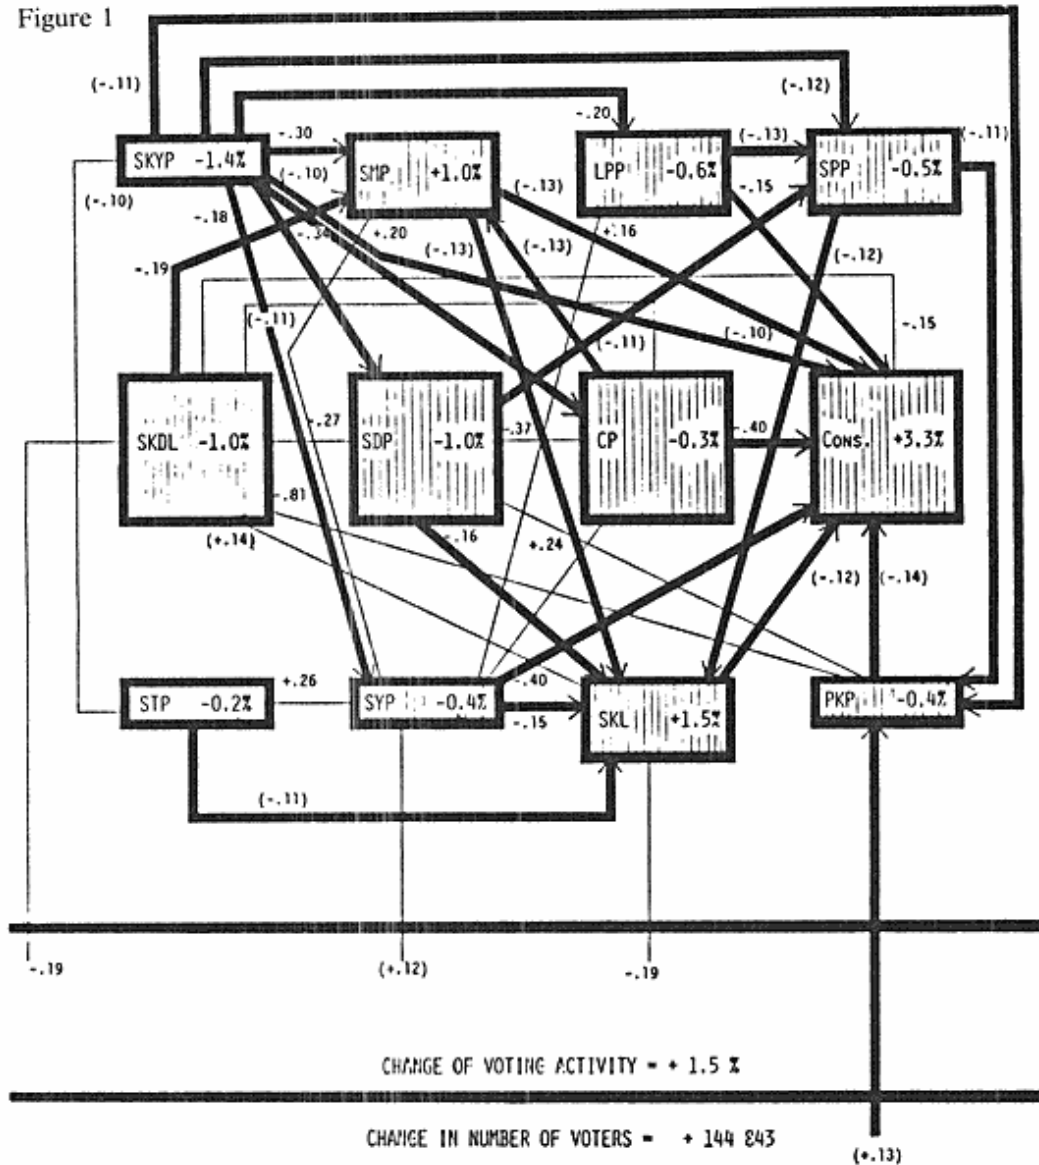 Figure 1
(-.11)
(-.12)
-.20
-.30
(-.13)
(-.11)
SKYP -1.4%
SMP +1.0%
LPP -0.6%
SPP -0.5%
(-.10)
(-.13)
-.15
(-.10)
-.18
-.34
+.20
(-.13)
(-.13)
+.16
(-.12)
-.19
(-.11)
(-.11)
(-.10)
-.15
SKDL -1.0%
-.27
SDP -1.0%
-.37
CP -0.3%
-.40
CONS. +3.3%
-.81
(+.14)
-.16
+.24
(-.12)
(-.14)
STP -0.2%
+.26
SYP -0.4%
-.40
-.15
SKL +1.5%
PKP -0.4%
(-.11)
-.19
(+.12)
-.19
CHANGE OF VOTING ACTIVITY = + 1.5 %
CHANGE IN NUMBER OF VOTERS = + 144 843
(+.13)